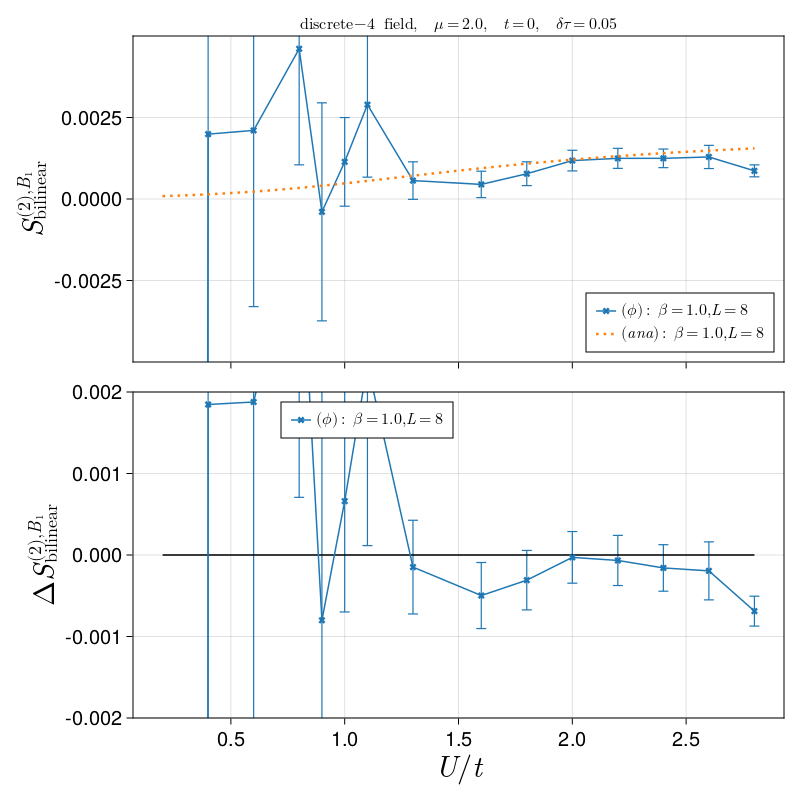 discrete−4 field, μ = 2.0, t = 0, δτ = 0.05
0.0025
0.0000
-0.0025
S^{(2),B_1}_{bilinear}
(ϕ): β = 1.0,L = 8
(ana): β = 1.0,L = 8
0.002
0.001
0.000
-0.001
-0.002
ΔS^{(2),B_1}_{bilinear}
(ϕ): β = 1.0,L = 8
0.5 1.0 1.5 2.0 2.5
U/t